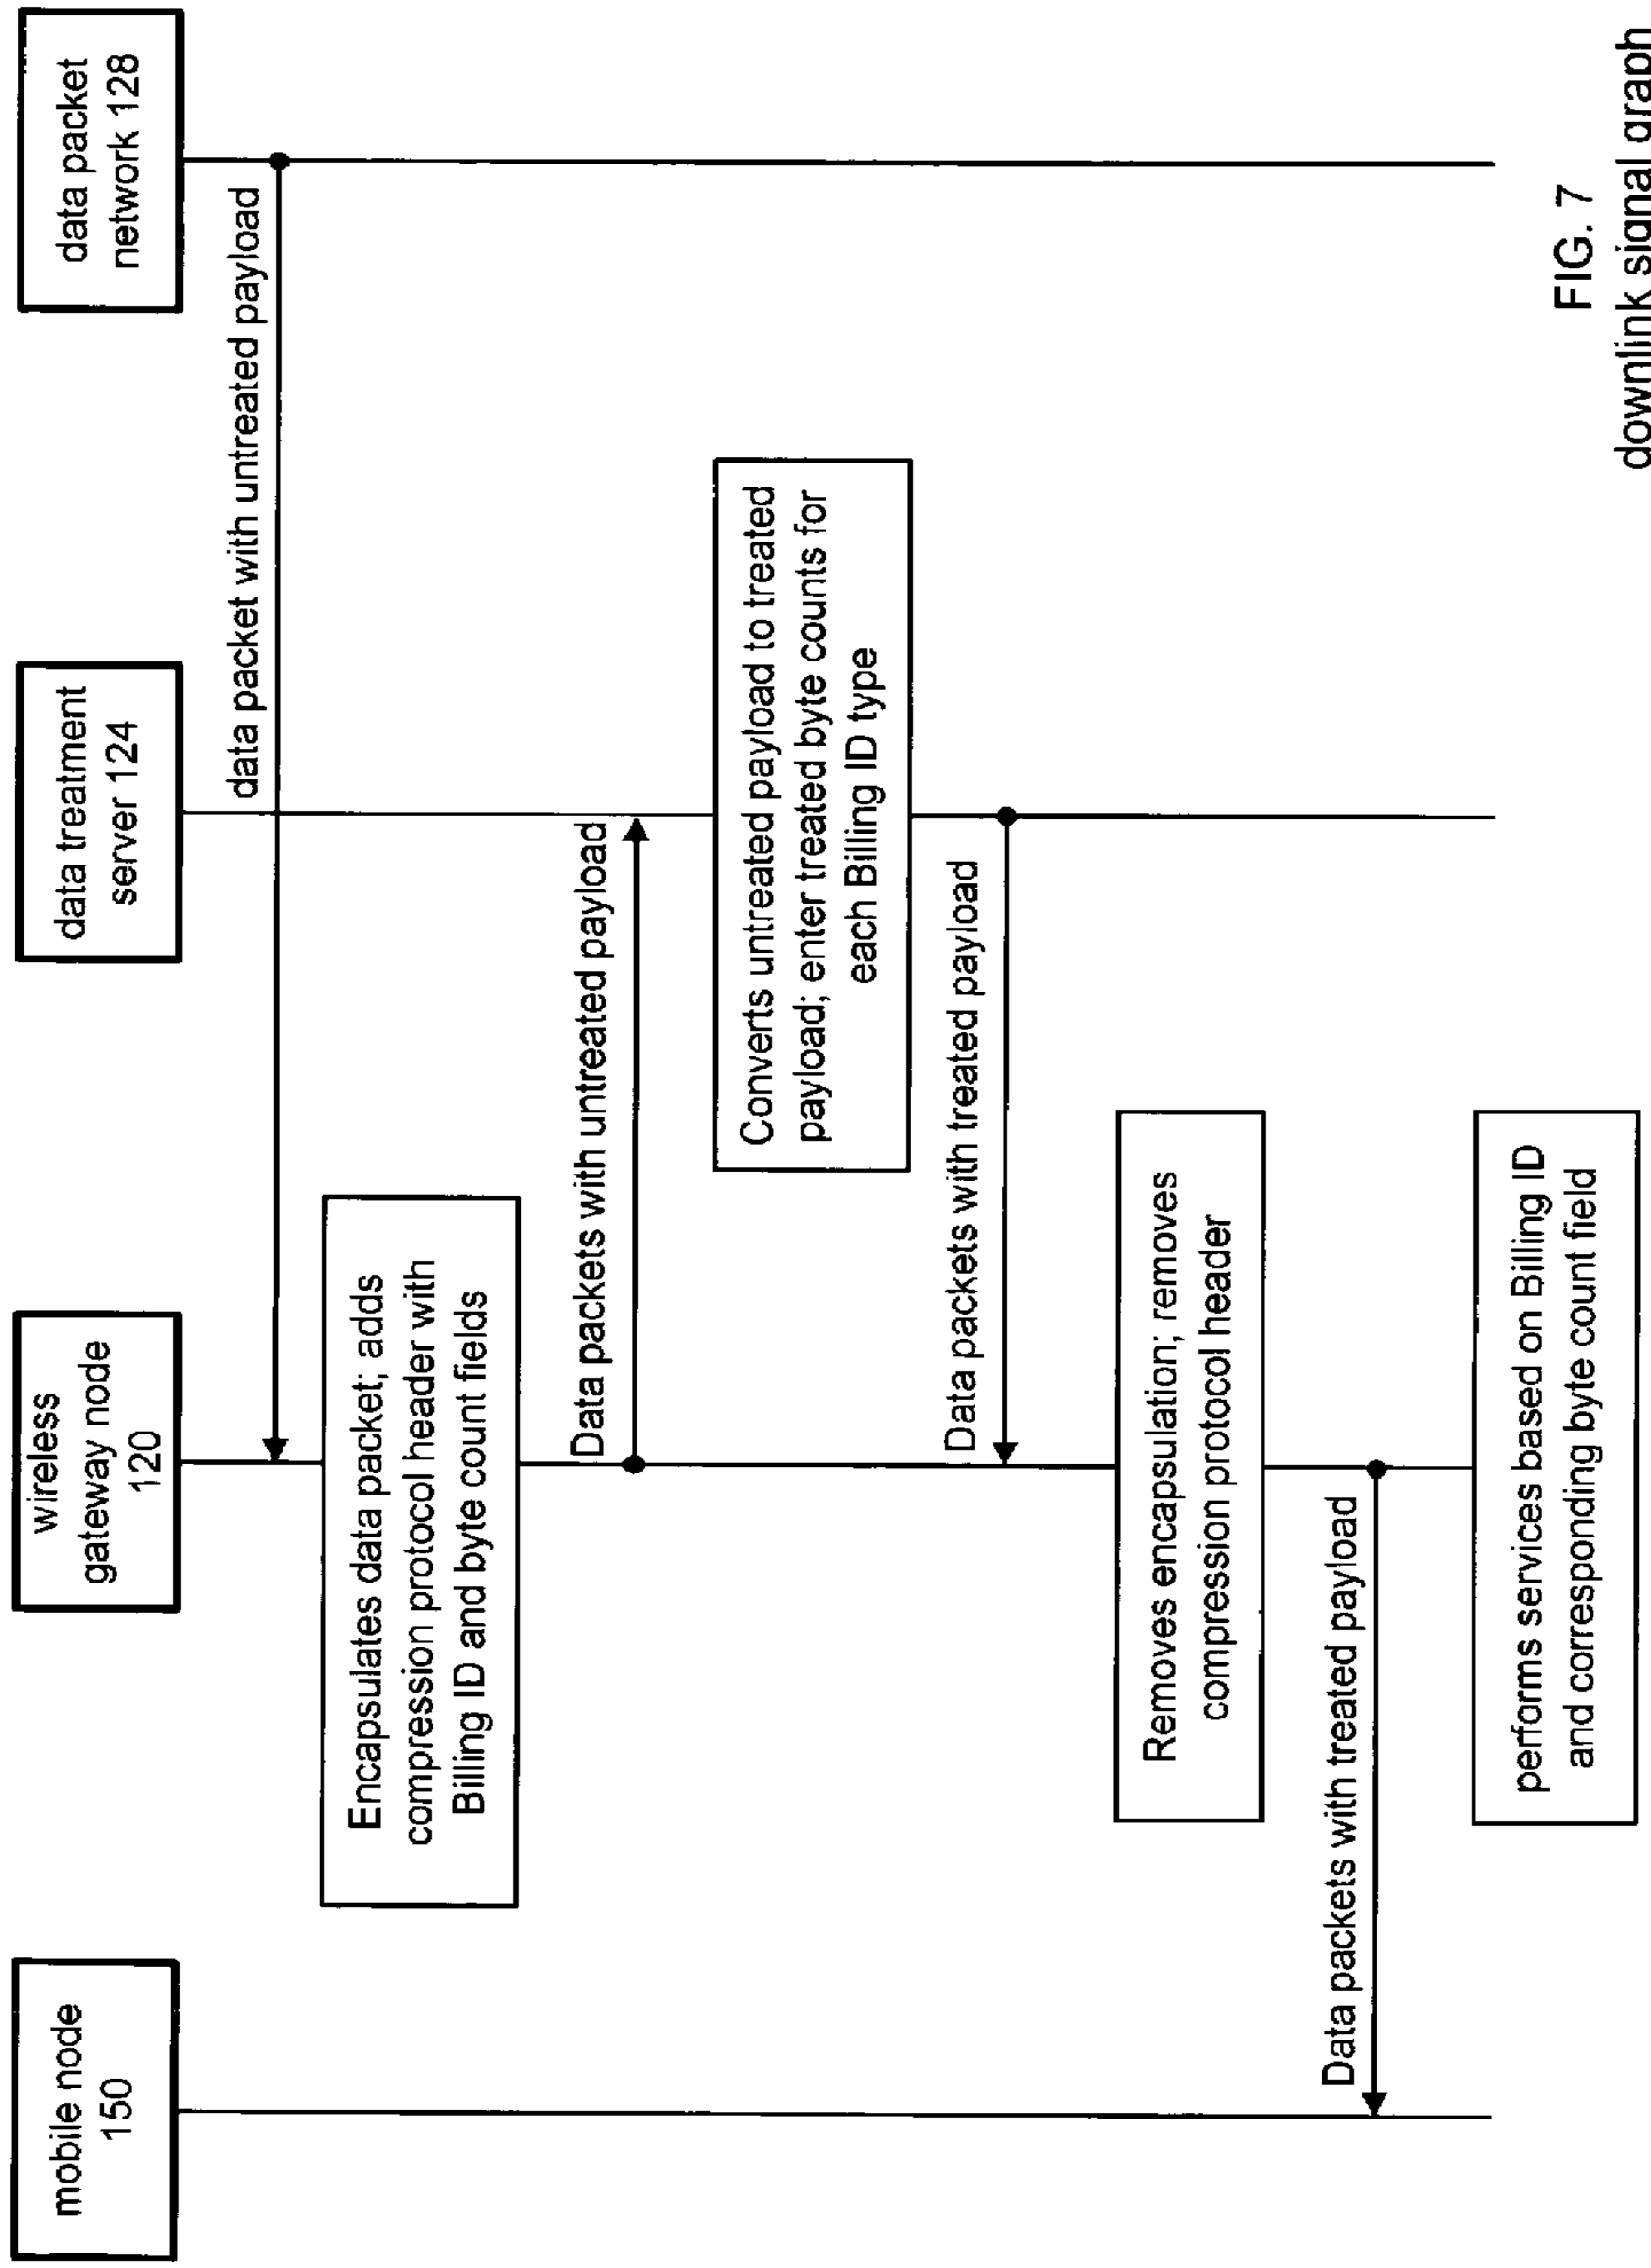 mobile node
150
wireless
gateway node
120
data treatment
server 124
data packet
network 128
data packet with untreated payload
Encapsulates data packet; adds
compression protocol header with
Billing ID and byte count fields
Data packets with untreated payload
Converts untreated payload to treated
payload; enter treated byte counts for
each Billing ID type
Data packets with treated payload
Removes encapsulation; removes
compression protocol header
Data packets with treated payload
performs services based on Billing ID
and corresponding byte count field
FIG. 7
downlink signal graph